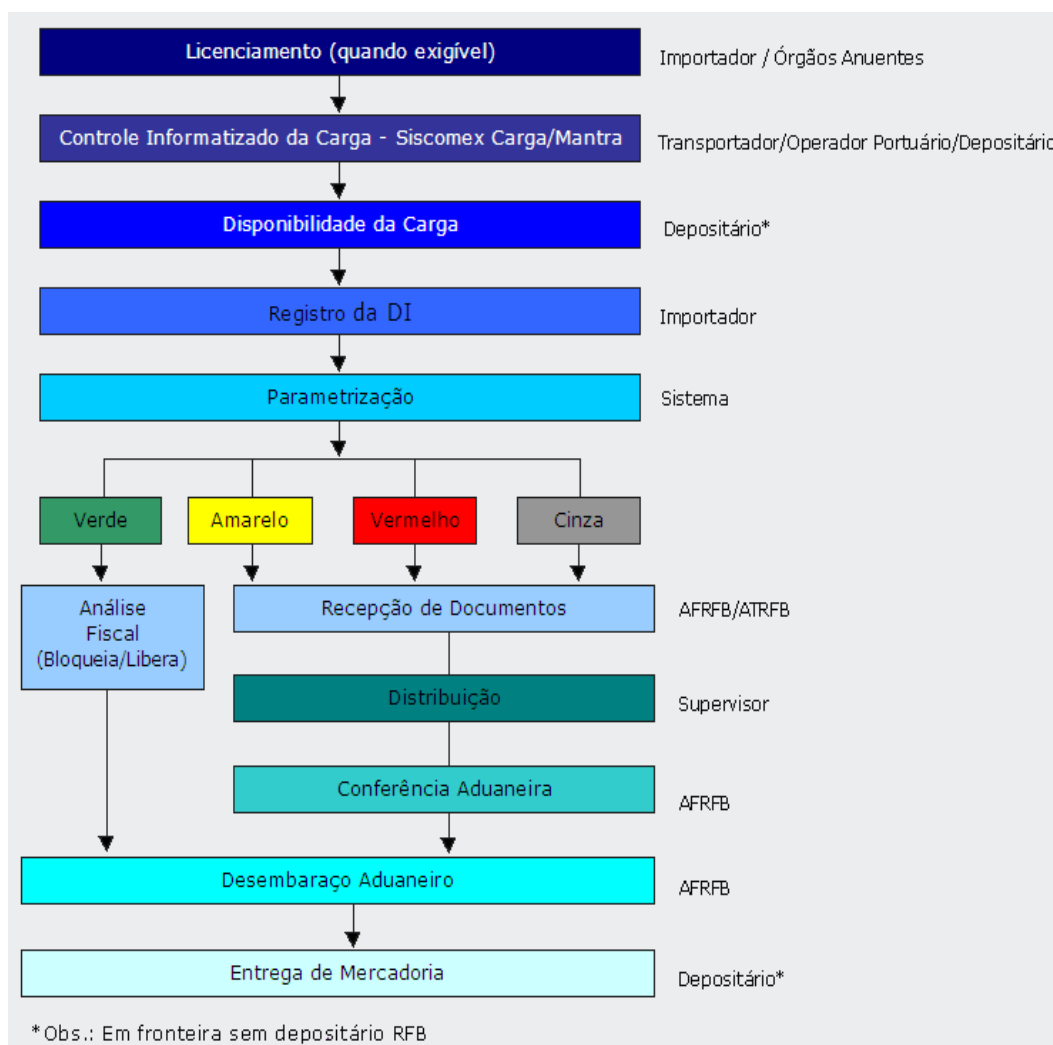 Licenciamento (quando exigível)
Importador / Órgãos Anuentes
Controle Informatizado da Carga - Siscomex Carga/Mantra
Transportador/Operador Portuário/Depositário
Disponibilidade da Carga
Depositário*
Registro da DI
Importador
Parametrização
Sistema
Verde
Amarelo
Vermelho
Cinza
Análise
Fiscal
(Bloqueia/Libera)
Recepção de Documentos
AFRFB/ATRFB
Distribuição
Supervisor
Conferência Aduaneira
AFRFB
Desembaraço Aduaneiro
AFRFB
Entrega de Mercadoria
Depositário*
*Obs.: Em fronteira sem depositário RFB